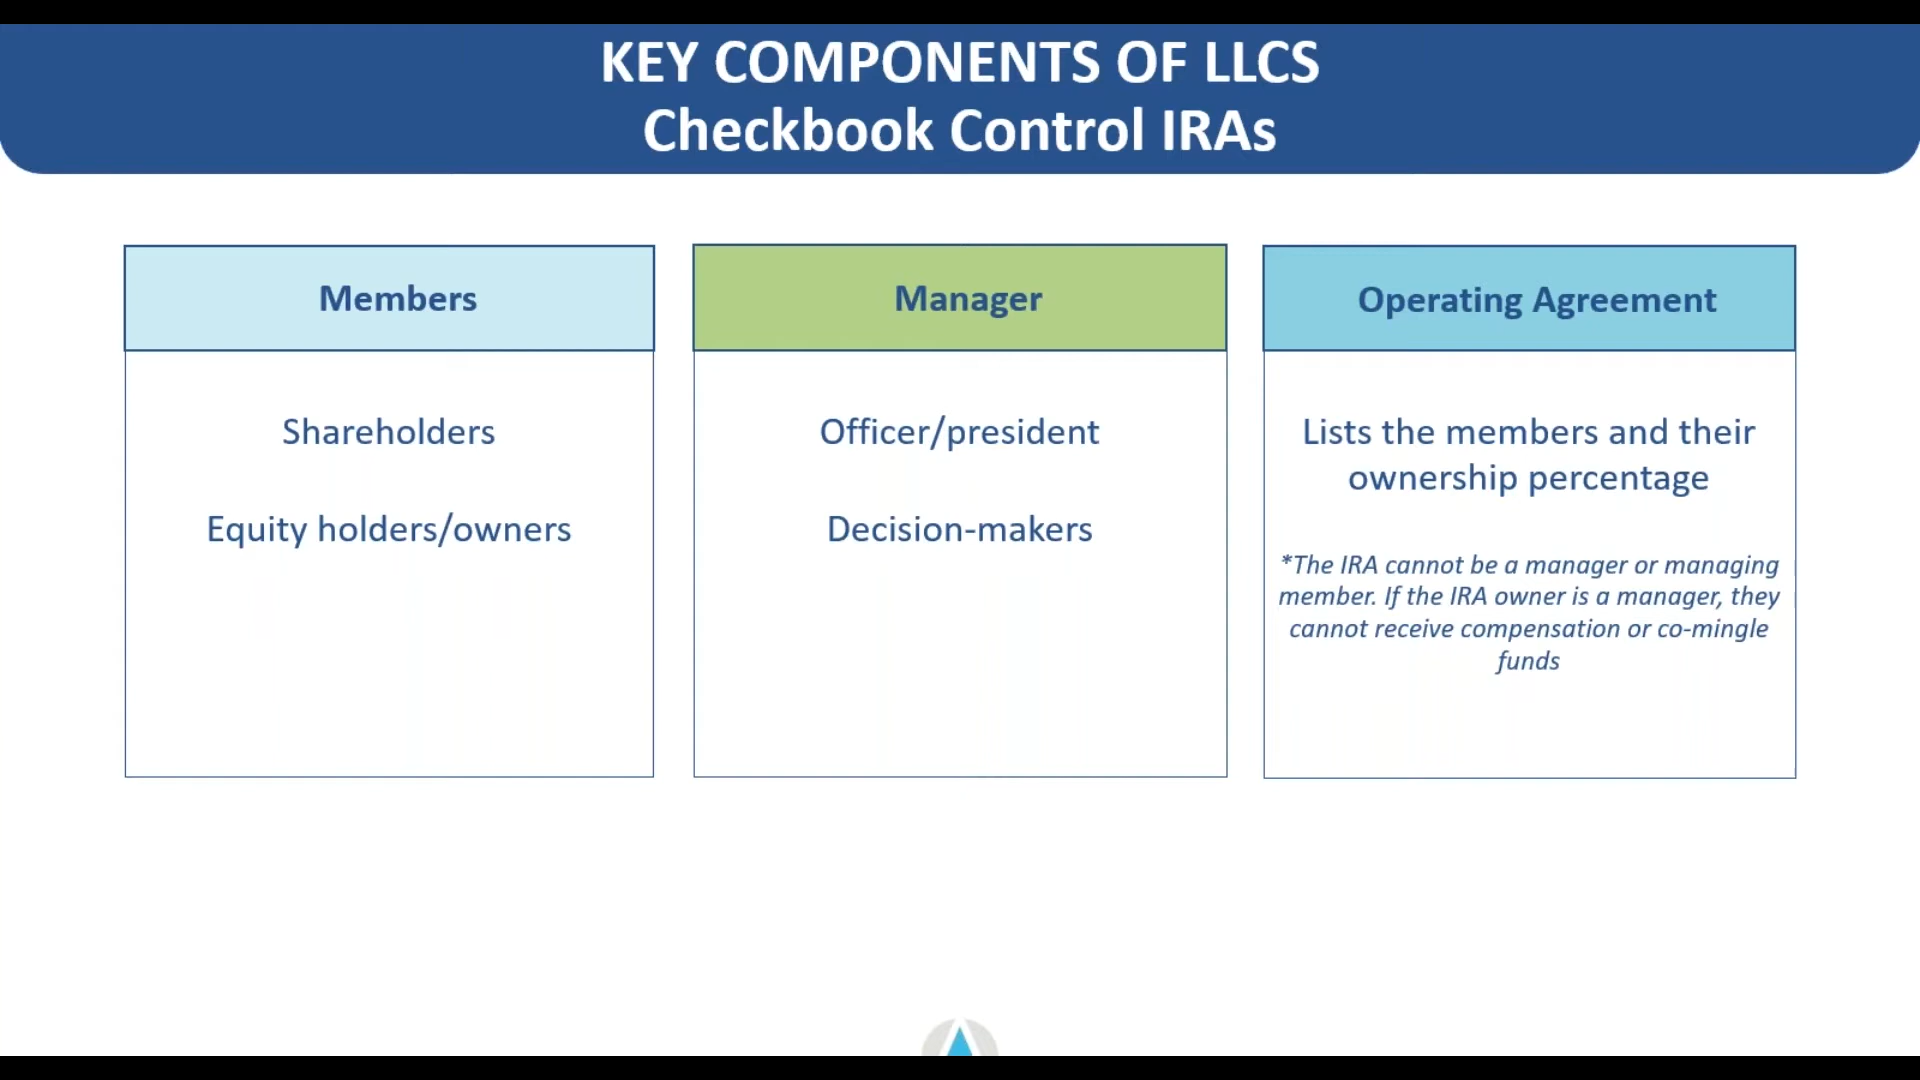 KEY COMPONENTS OF LLCS
Checkbook Control IRAs
Members
Shareholders
Equity holders/owners
Manager
Officer/president
Decision-makers
Operating Agreement
Lists the members and their
ownership percentage
*The IRA cannot be a manager or managing
member. If the IRA owner is a manager, they
cannot receive compensation or co-mingle
funds